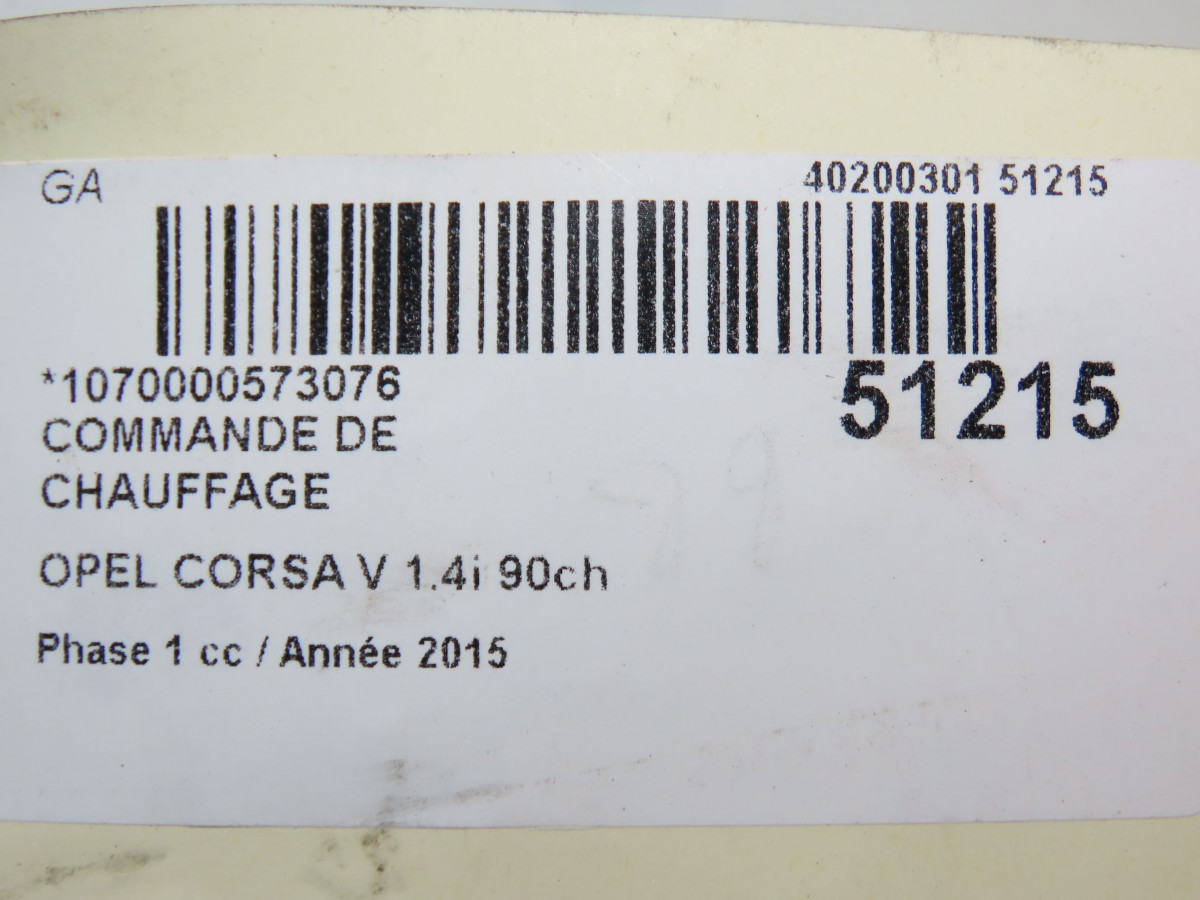 GA
40200301 51215
*1070000573076
51215
COMMANDE DE
CHAUFFAGE
OPEL CORSA V 1.4i 90ch
Phase 1 cc / Année 2015